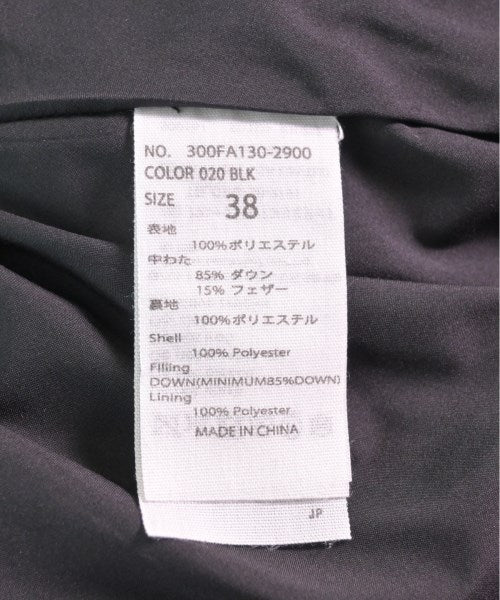 NO. 300FA130-2900
COLOR 020 BLK
SIZE 38
表地
100%ポリエステル
中わた
85% ダウン
15% フェザー
裏地
100%ポリエステル
Shell
100% Polyester
Filling
DOWN(MINIMUM85%DOWN)
Lining
100% Polyester
MADE IN CHINA
JP